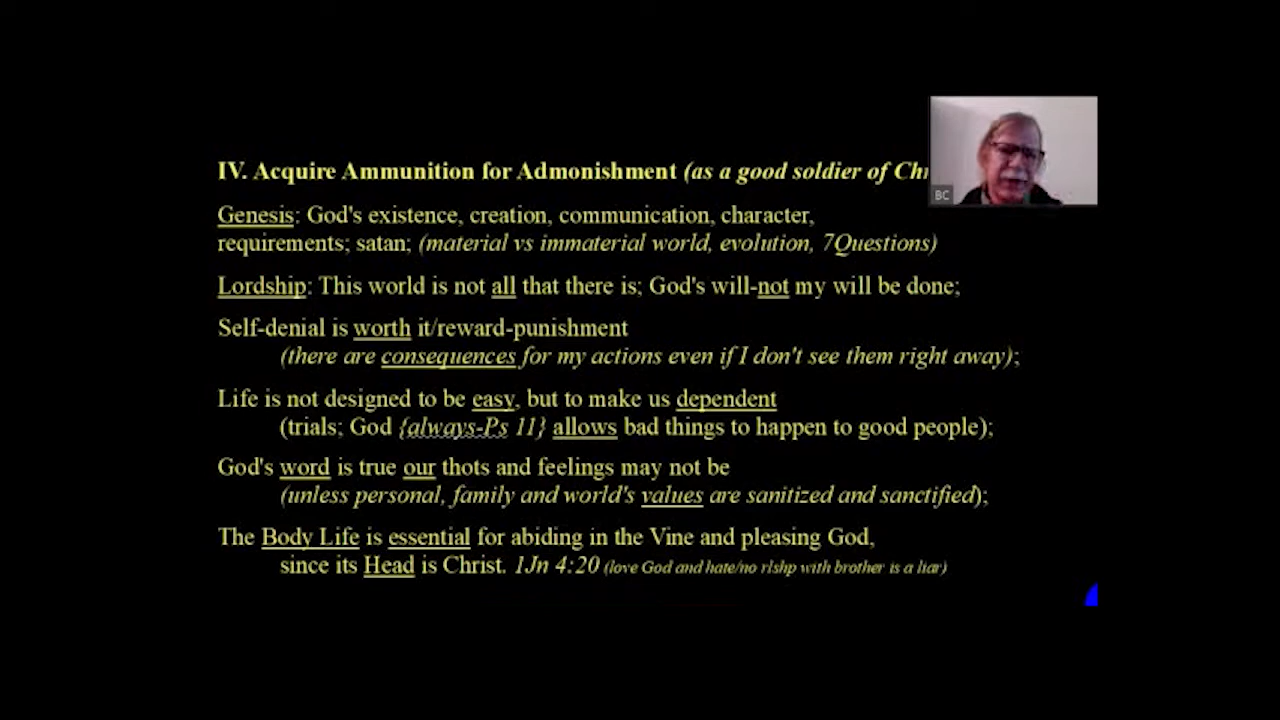 IV. Acquire Ammunition for Admonishment (as a good soldier of
BC
Genesis: God's existence, creation, communication, character,
requirements; satan; (material vs immaterial world, evolution, 7Questions)
Lordship: This world is not all that there is; God's will-not my will be done;
Self-denial is worth it/reward-punishment
(there are consequences for my actions even if I don't see them right away);
Life is not designed to be easy, but to make us dependent
(trials; God {always-Ps 11} allows bad things to happen to good people);
God's word is true our thots and feelings may not be
(unless personal, family and world's values are sanitized and sanctified);
The Body Life is essential for abiding in the Vine and pleasing God,
since its Head is Christ. 1Jn 4:20 (love God and hate/no rlshp with brother is a liar)